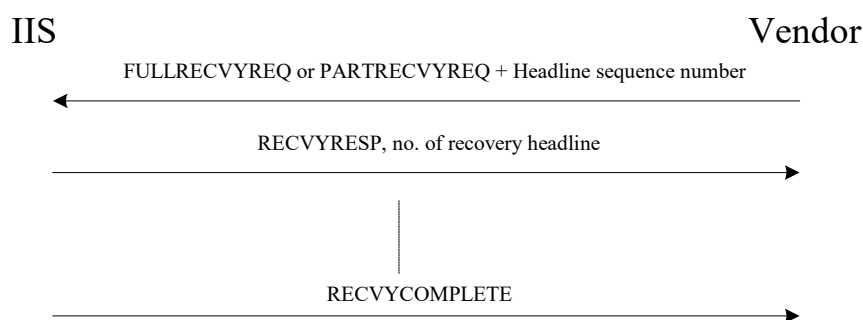 IIS
Vendor
FULLRECVYREQ or PARTRECVYREQ + Headline sequence number
RECVYRESP, no. of recovery headline
RECVYCOMPLETE